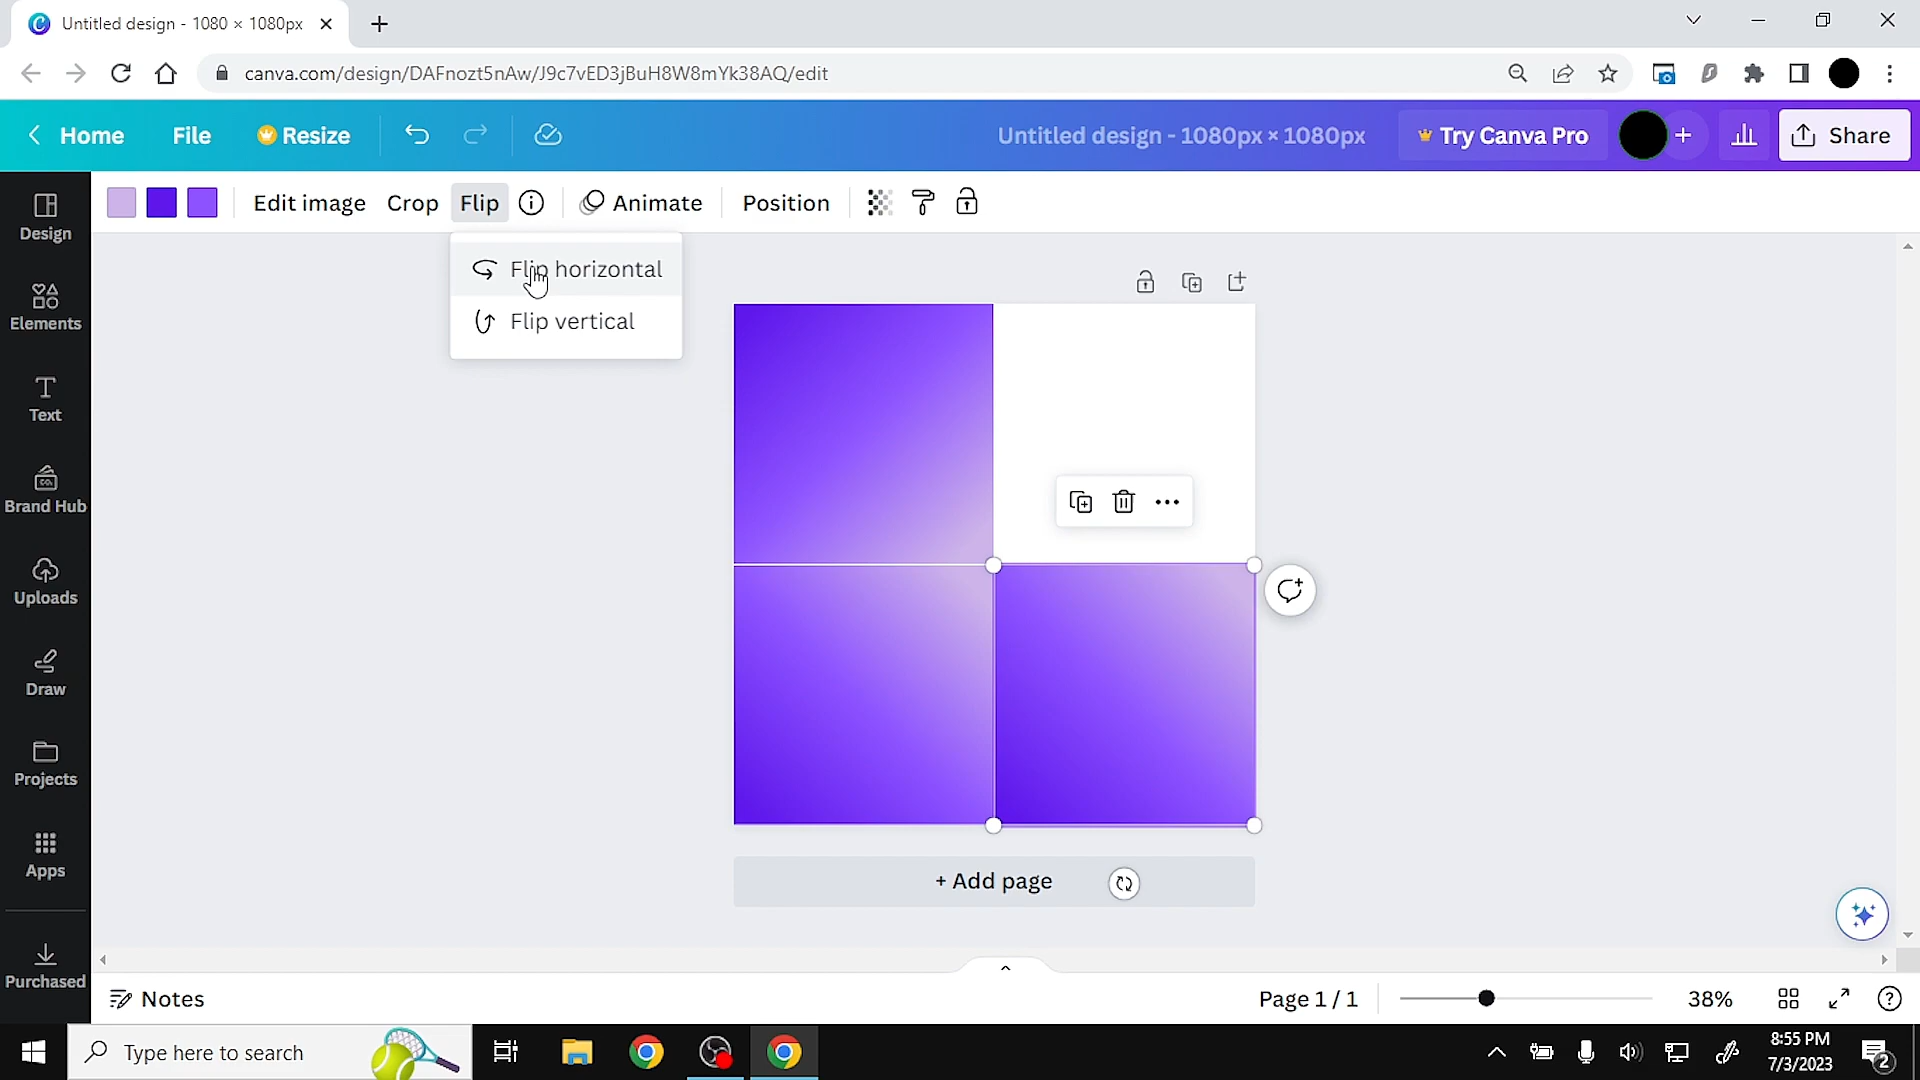 Untitled design - 1080 × 1080px
canva.com/design/DAFnozt5nAw/J9c7vED3jBuH8W8mYk38AQ/edit
Home
File
Resize
Untitled design - 1080px × 1080px
Try Canva Pro
Share
Edit image
Crop
Flip
Animate
Position
Flip horizontal
Flip vertical
Design
Elements
Text
Brand Hub
Uploads
Draw
Projects
Apps
Purchased
+ Add page
Notes
Page 1 / 1
38%
Type here to search
8:55 PM
7/3/2023
2